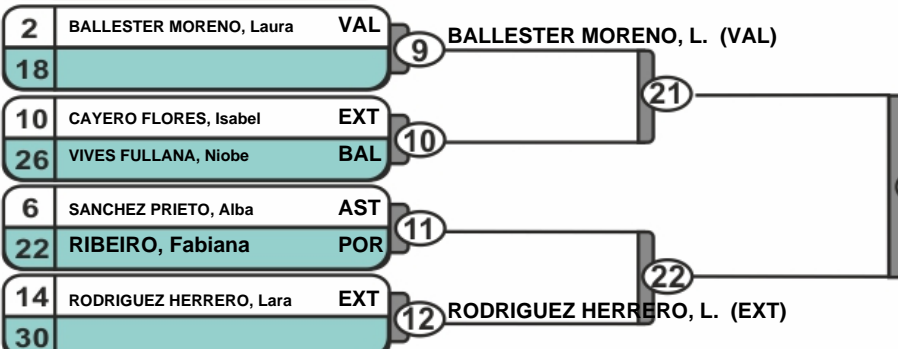 2 BALLESTER MORENO, Laura VAL
9 BALLESTER MORENO, L. (VAL)
18
21
10 CAYERO FLORES, Isabel EXT
10
26 VIVES FULLANA, Niobe BAL
6 SANCHEZ PRIETO, Alba AST
11
22 RIBEIRO, Fabiana POR
22
14 RODRIGUEZ HERRERO, Lara EXT
12 RODRIGUEZ HERRERO, L. (EXT)
30